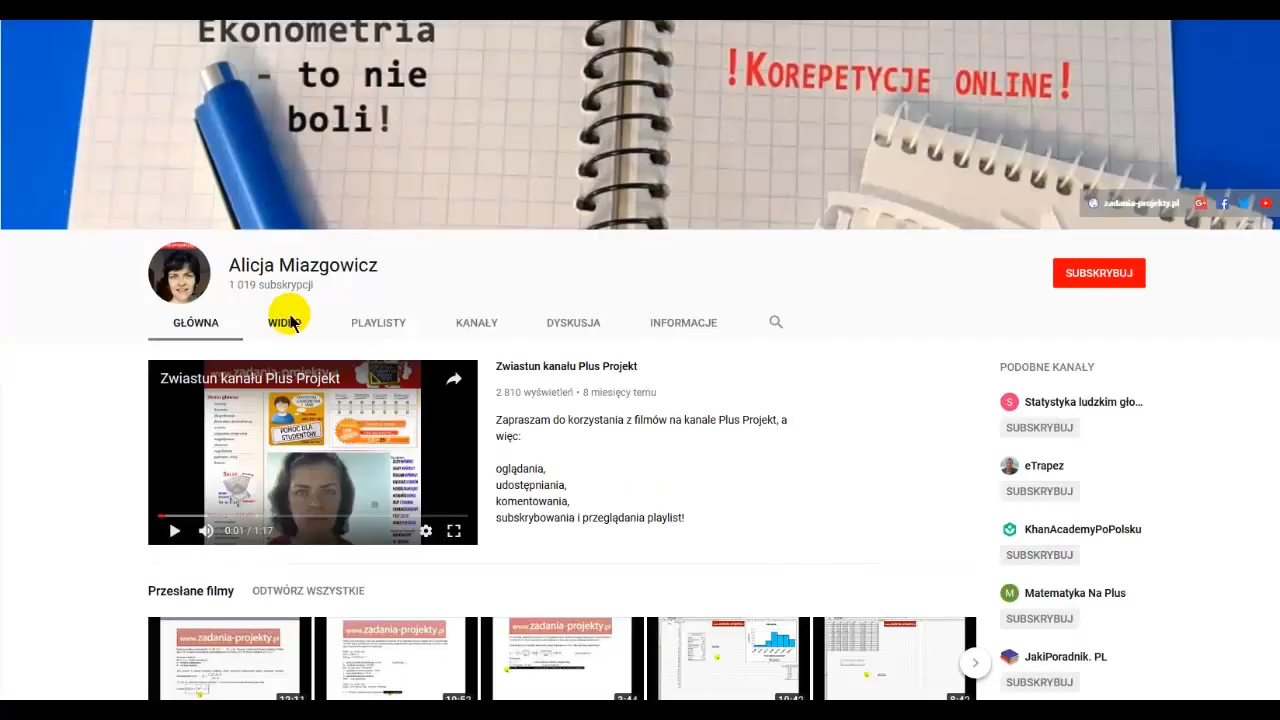 Ekonometria
- to nie
boli!
!Korepetycje online!
zadania-projekty.pl
Alicja Miazgowicz
1 019 subskrypcji
SUBSKRYBUJ
GŁÓWNA
PLAYLISTY
KANAŁY
DYSKUSJA
INFORMACJE
Zwiastun kanału Plus Projekt
POMOC DLA
STUDENTÓW
0:01 / 1:17
Zwiastun kanału Plus Projekt
2 810 wyświetleń • 8 miesięcy temu
Zapraszam do korzystania z filmów na kanale Plus Projekt, a
więc:
oglądania,
udostępniania,
komentowania,
subskrybowania i przeglądania playlist!
PODOBNE KANAŁY
S
Statystyka ludzkim gło...
SUBSKRYBUJ
eTrapez
SUBSKRYBUJ
KhanAcademyPoPolsku
SUBSKRYBUJ
M
Matematyka Na Plus
SUBSKRYBUJ
JakiPoradnik. PL
SUBSKRYBUJ
Przesłane filmy
ODTWÓRZ WSZYSTKIE
www.zadania-projekty.pl
www.zadania-projekty.pl
www.zadania-projekty.pl